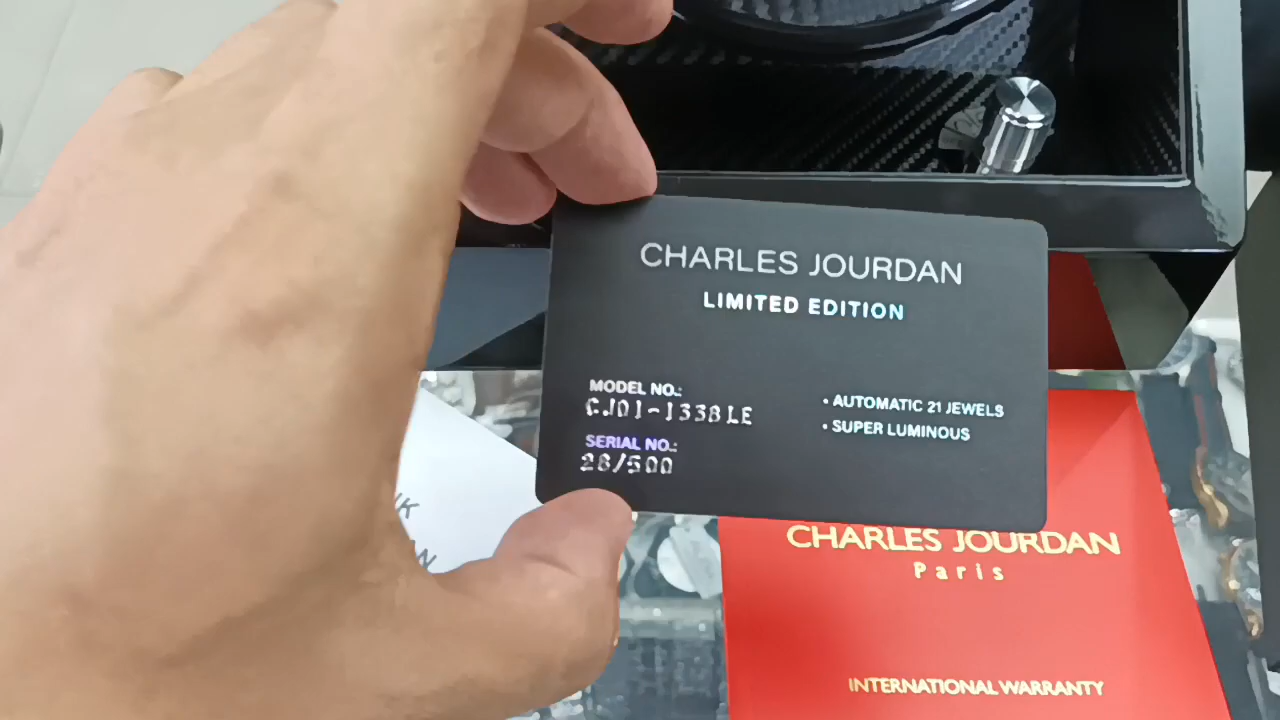 CHARLES JOURDAN
LIMITED EDITION
MODEL NO.:
CJ01-1338LE
SERIAL NO.:
28/500
• AUTOMATIC 21 JEWELS
• SUPER LUMINOUS
CHARLES JOURDAN
Paris
INTERNATIONAL WARRANTY